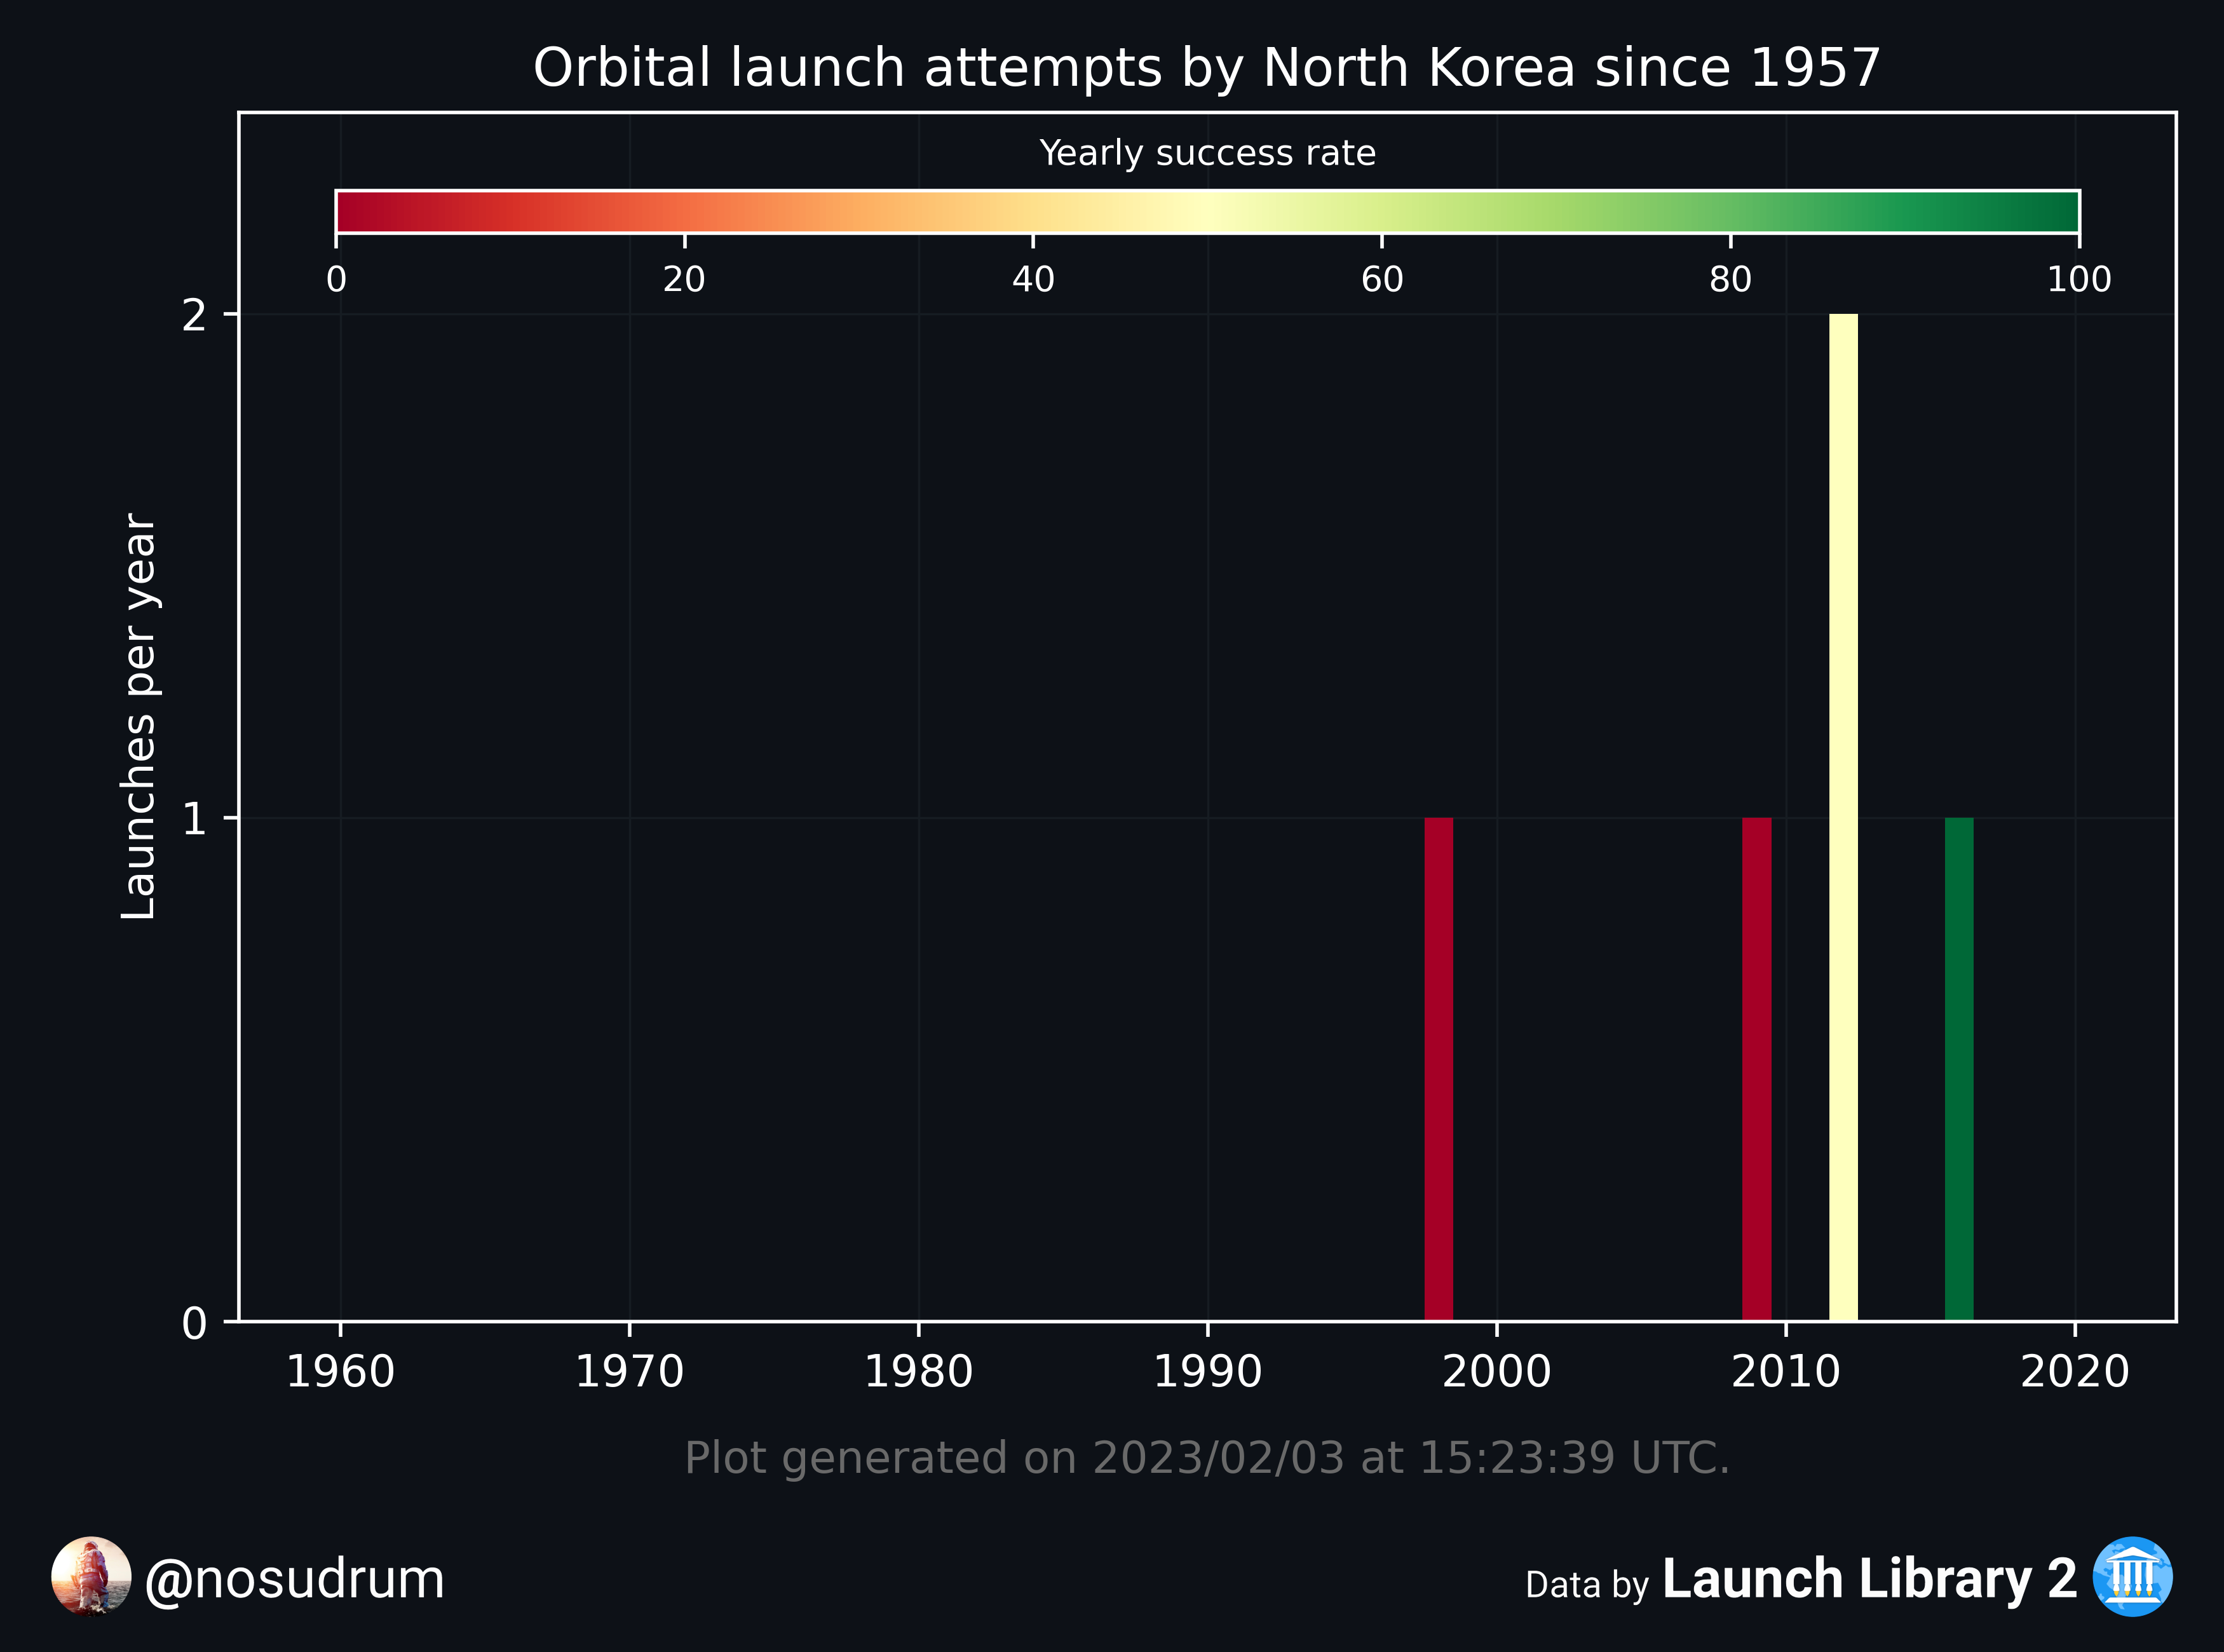 Orbital launch attempts by North Korea since 1957
Yearly success rate
0 20 40 60 80 100
2
1
0
Launches per year
1960 1970 1980 1990 2000 2010 2020
Plot generated on 2023/02/03 at 15:23:39 UTC.
@nosudrum
Data by Launch Library 2